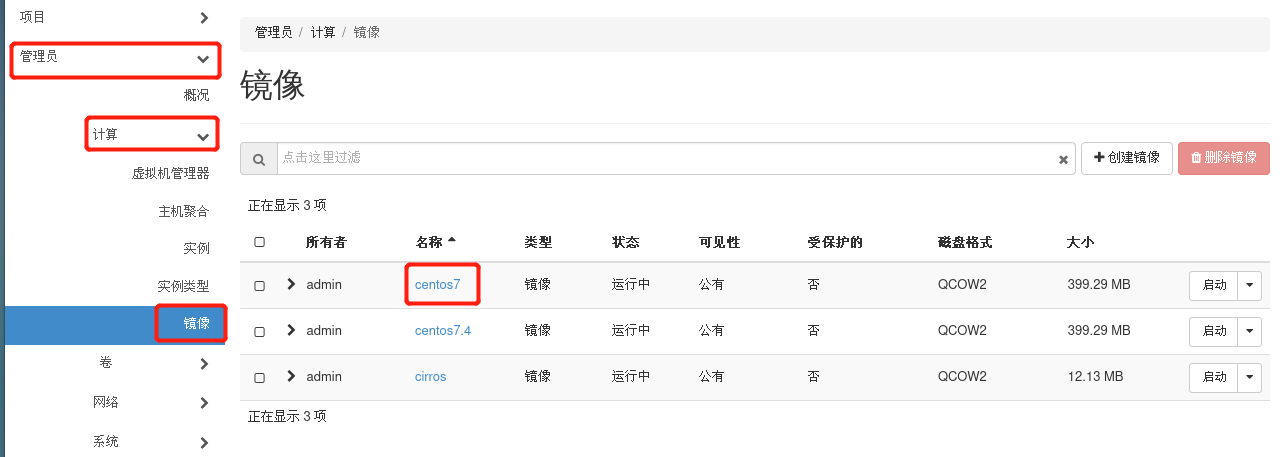 项目
管理员
概况
计算
虚拟机管理器
主机聚合
实例
实例类型
镜像
卷
网络
系统
管理员 / 计算 / 镜像
镜像
点击这里过滤
创建镜像
删除镜像
正在显示 3 项
所有者 名称 类型 状态 可见性 受保护的 磁盘格式 大小
admin centos7 镜像 运行中 公有 否 QCOW2 399.29 MB 启动
admin centos7.4 镜像 运行中 公有 否 QCOW2 399.29 MB 启动
admin cirros 镜像 运行中 公有 否 QCOW2 12.13 MB 启动
正在显示 3 项